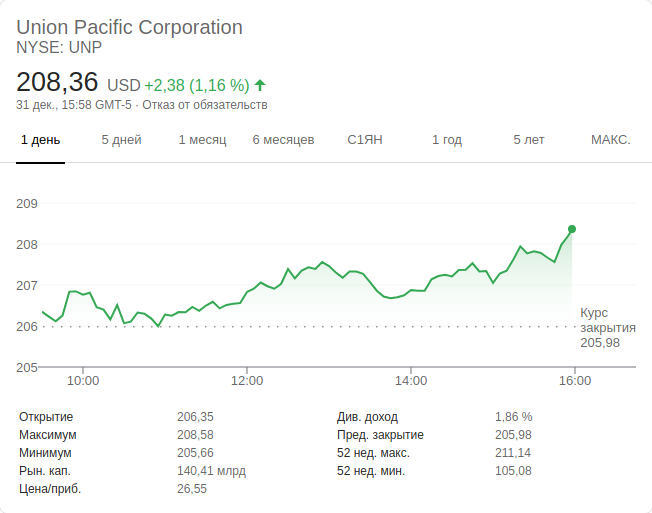 Union Pacific Corporation
NYSE: UNP
208,36 USD +2,38 (1,16 %)
31 дек., 15:58 GMT-5 · Отказ от обязательств
1 день 5 дней 1 месяц 6 месяцев С1ЯН 1 год 5 лет МАКС.
209
208
207
206
205
Курс
закрытия
205,98
10:00 12:00 14:00 16:00
Открытие 206,35 Див. доход 1,86 %
Максимум 208,58 Пред. закрытие 205,98
Минимум 205,66 52 нед. макс. 211,14
Рын. кап. 140,41 млрд 52 нед. мин. 105,08
Цена/приб. 26,55